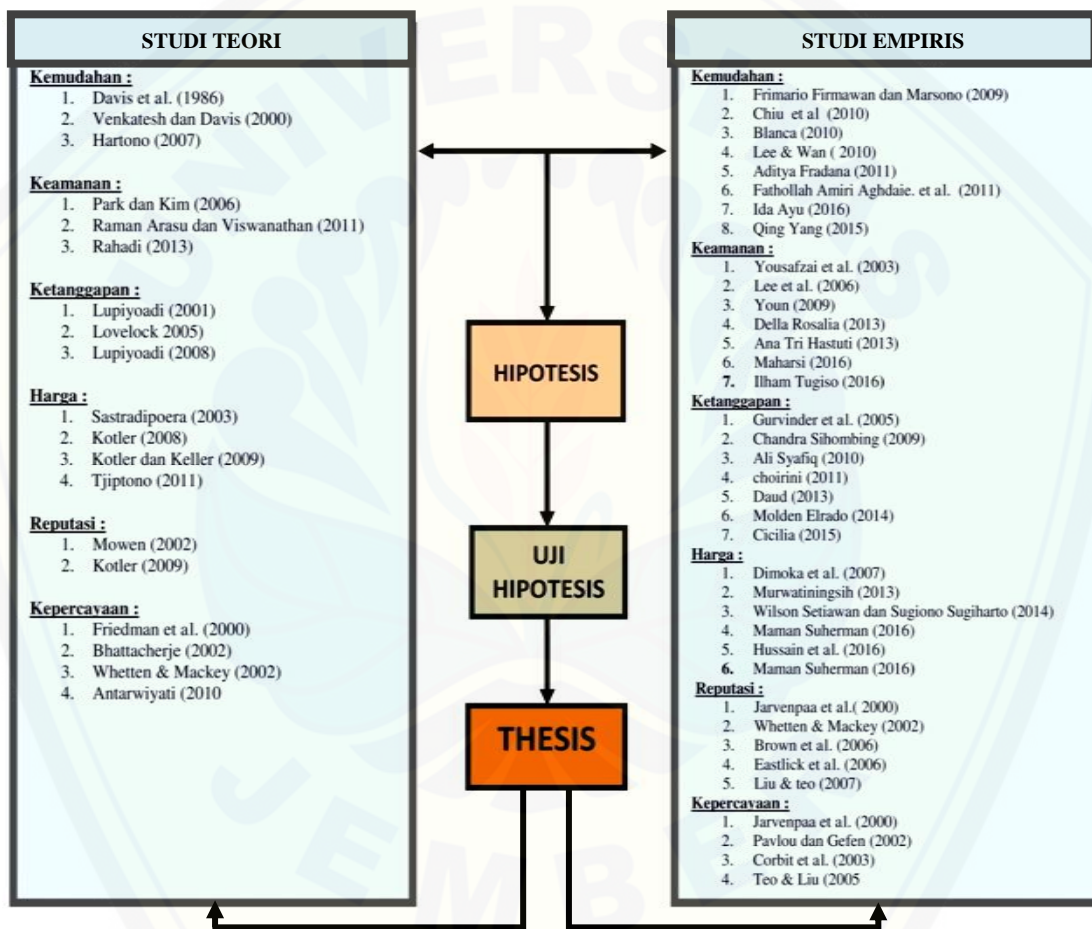 STUDI TEORI
Kemudahan :
1. Davis et al. (1986)
2. Venkatesh dan Davis (2000)
3. Hartono (2007)
Keamanan :
1. Park dan Kim (2006)
2. Raman Arasu dan Viswanathan (2011)
3. Rahadi (2013)
Ketanggapan :
1. Lupiyoadi (2001)
2. Lovelock 2005)
3. Lupiyoadi (2008)
Harga :
1. Sastradipoera (2003)
2. Kotler (2008)
3. Kotler dan Keller (2009)
4. Tjiptono (2011)
Reputasi :
1. Mowen (2002)
2. Kotler (2009)
Kepercayaan :
1. Friedman et al. (2000)
2. Bhattacherje (2002)
3. Whetten & Mackey (2002)
4. Antarwiyati (2010
HIPOTESIS
UJI
HIPOTESIS
THESIS
STUDI EMPIRIS
Kemudahan :
1. Frimario Firmawan dan Marsono (2009)
2. Chiu et al (2010)
3. Blanca (2010)
4. Lee & Wan ( 2010)
5. Aditya Fradana (2011)
6. Fathollah Amiri Aghdaie. et al. (2011)
7. Ida Ayu (2016)
8. Qing Yang (2015)
Keamanan :
1. Yousafzai et al. (2003)
2. Lee et al. (2006)
3. Youn (2009)
4. Della Rosalia (2013)
5. Ana Tri Hastuti (2013)
6. Maharsi (2016)
7. Ilham Tugiso (2016)
Ketanggapan :
1. Gurvinder et al. (2005)
2. Chandra Sihombing (2009)
3. Ali Syafiq (2010)
4. choirini (2011)
5. Daud (2013)
6. Molden Elrado (2014)
7. Cicilia (2015)
Harga :
1. Dimoka et al. (2007)
2. Murwatiningsih (2013)
3. Wilson Setiawan dan Sugiono Sugiharto (2014)
4. Maman Suherman (2016)
5. Hussain et al. (2016)
6. Maman Suherman (2016)
Reputasi :
1. Jarvenpaa et al.( 2000)
2. Whetten & Mackey (2002)
3. Brown et al. (2006)
4. Eastlick et al. (2006)
5. Liu & teo (2007)
Kepercayaan :
1. Jarvenpaa et al. (2000)
2. Pavlou dan Gefen (2002)
3. Corbit et al. (2003)
4. Teo & Liu (2005
UNIVERSITAS
JEMBER